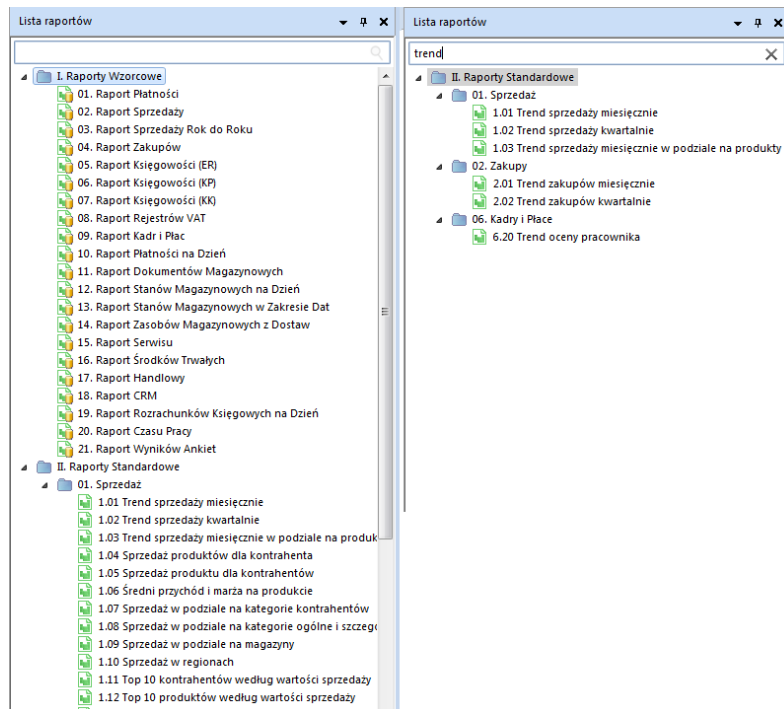 Lista raportów
I. Raporty Wzorcowe
01. Raport Płatności
02. Raport Sprzedaży
03. Raport Sprzedaży Rok do Roku
04. Raport Zakupów
05. Raport Księgowości (ER)
06. Raport Księgowości (KP)
07. Raport Księgowości (KK)
08. Raport Rejestrów VAT
09. Raport Kadr i Płac
10. Raport Płatności na Dzień
11. Raport Dokumentów Magazynowych
12. Raport Stanów Magazynowych na Dzień
13. Raport Stanów Magazynowych w Zakresie Dat
14. Raport Zasobów Magazynowych z Dostaw
15. Raport Serwisu
16. Raport Środków Trwałych
17. Raport Handlowy
18. Raport CRM
19. Raport Rozrachunków Księgowych na Dzień
20. Raport Czasu Pracy
21. Raport Wyników Ankiet
II. Raporty Standardowe
01. Sprzedaż
1.01 Trend sprzedaży miesięcznie
1.02 Trend sprzedaży kwartalnie
1.03 Trend sprzedaży miesięcznie w podziale na produk
1.04 Sprzedaż produktów dla kontrahenta
1.05 Sprzedaż produktu dla kontrahentów
1.06 Średni przychód i marża na produkcie
1.07 Sprzedaż w podziale na kategorie kontrahentów
1.08 Sprzedaż w podziale na kategorie ogólne i szczegó
1.09 Sprzedaż w podziale na magazyny
1.10 Sprzedaż w regionach
1.11 Top 10 kontrahentów według wartości sprzedaży
1.12 Top 10 produktów według wartości sprzedaży
Lista raportów
trend
II. Raporty Standardowe
01. Sprzedaż
1.01 Trend sprzedaży miesięcznie
1.02 Trend sprzedaży kwartalnie
1.03 Trend sprzedaży miesięcznie w podziale na produkty
02. Zakupy
2.01 Trend zakupów miesięcznie
2.02 Trend zakupów kwartalnie
06. Kadry i Płace
6.20 Trend oceny pracownika